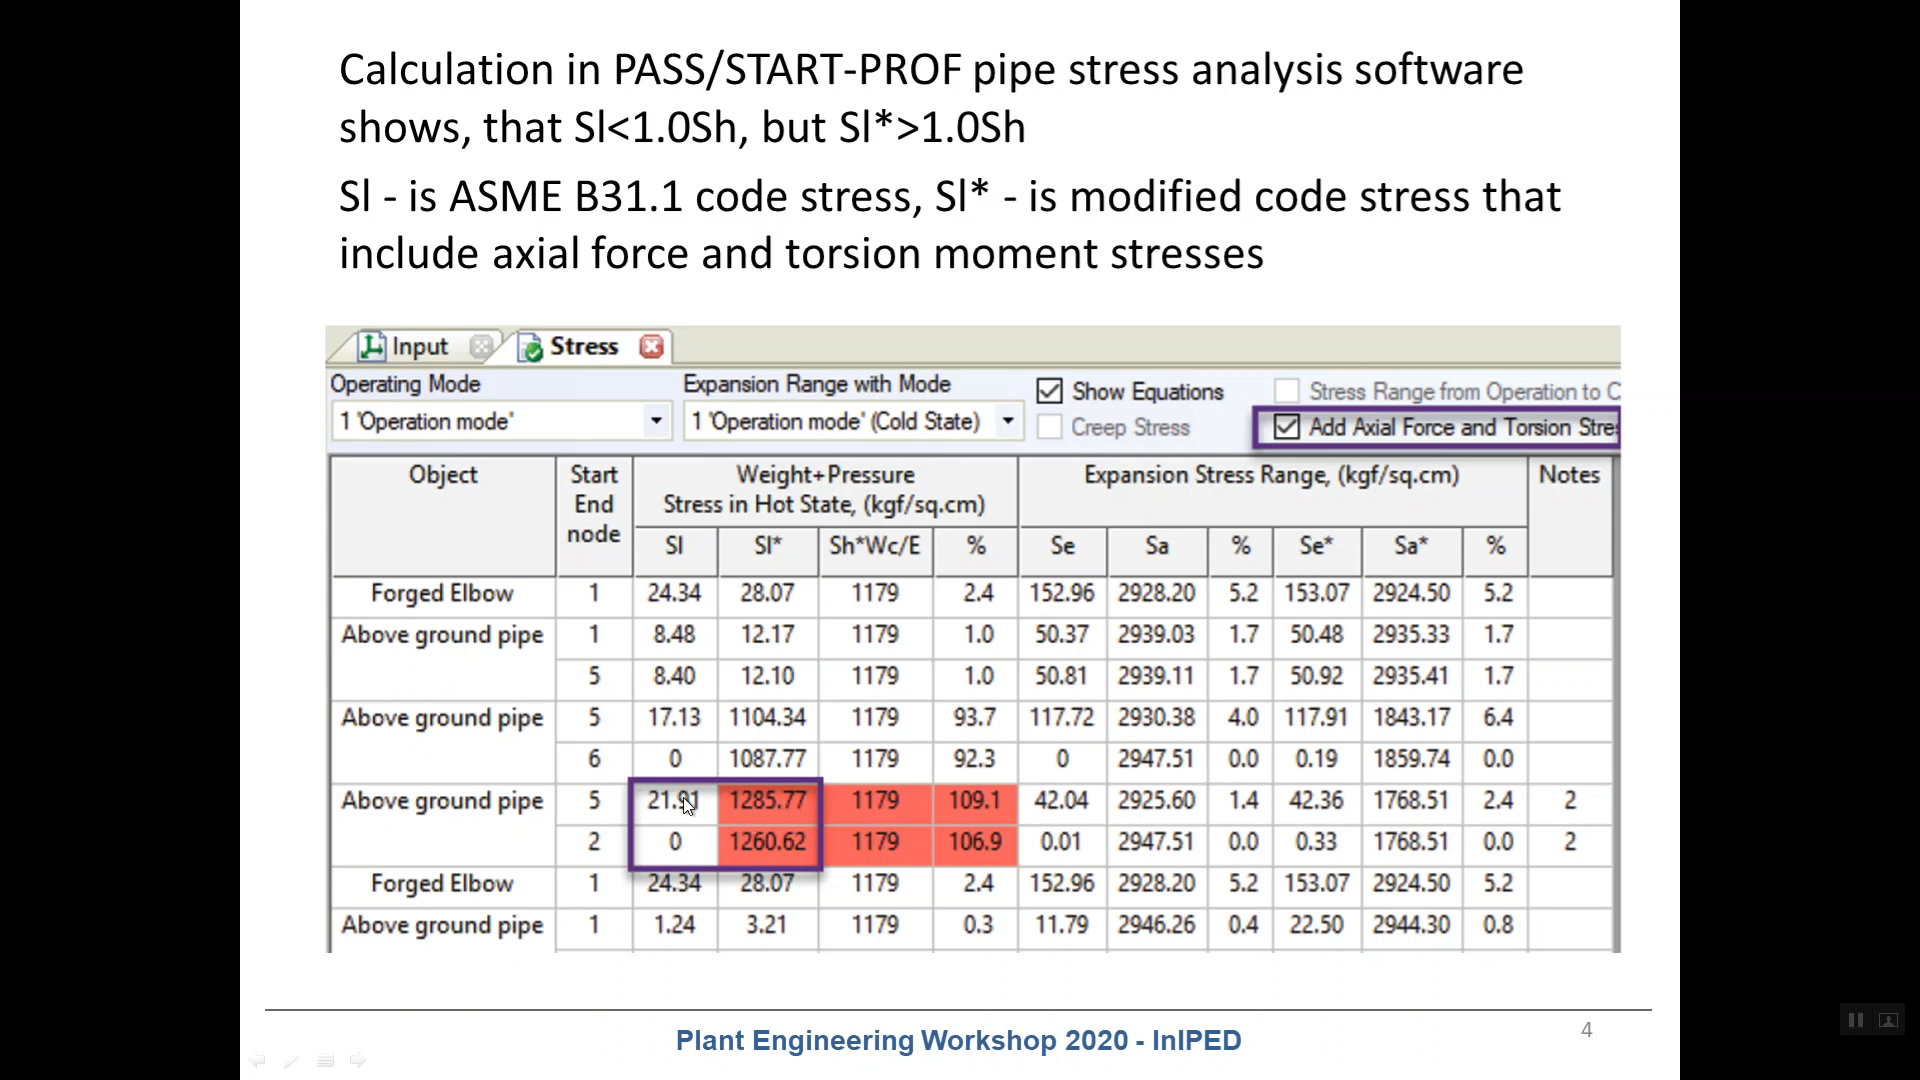 Calculation in PASS/START-PROF pipe stress analysis software
shows, that Sl<1.0Sh, but Sl*>1.0Sh
Sl - is ASME B31.1 code stress, Sl* - is modified code stress that
include axial force and torsion moment stresses
Input Stress
Operating Mode Expansion Range with Mode Show Equations Stress Range from Operation to C
1 'Operation mode' 1 'Operation mode' (Cold State) Creep Stress Add Axial Force and Torsion Stre
Object Start End node Weight+Pressure Stress in Hot State, (kgf/sq.cm) Expansion Stress Range, (kgf/sq.cm) Notes
Sl Sl* Sh*Wc/E % Se Sa % Se* Sa* %
Forged Elbow 1 24.34 28.07 1179 2.4 152.96 2928.20 5.2 153.07 2924.50 5.2
Above ground pipe 1 8.48 12.17 1179 1.0 50.37 2939.03 1.7 50.48 2935.33 1.7
5 8.40 12.10 1179 1.0 50.81 2939.11 1.7 50.92 2935.41 1.7
Above ground pipe 5 17.13 1104.34 1179 93.7 117.72 2930.38 4.0 117.91 1843.17 6.4
6 0 1087.77 1179 92.3 0 2947.51 0.0 0.19 1859.74 0.0
Above ground pipe 5 21.91 1285.77 1179 109.1 42.04 2925.60 1.4 42.36 1768.51 2.4 2
2 0 1260.62 1179 106.9 0.01 2947.51 0.0 0.33 1768.51 0.0 2
Forged Elbow 1 24.34 28.07 1179 2.4 152.96 2928.20 5.2 153.07 2924.50 5.2
Above ground pipe 1 1.24 3.21 1179 0.3 11.79 2946.26 0.4 22.50 2944.30 0.8
Plant Engineering Workshop 2020 - InIPED
4